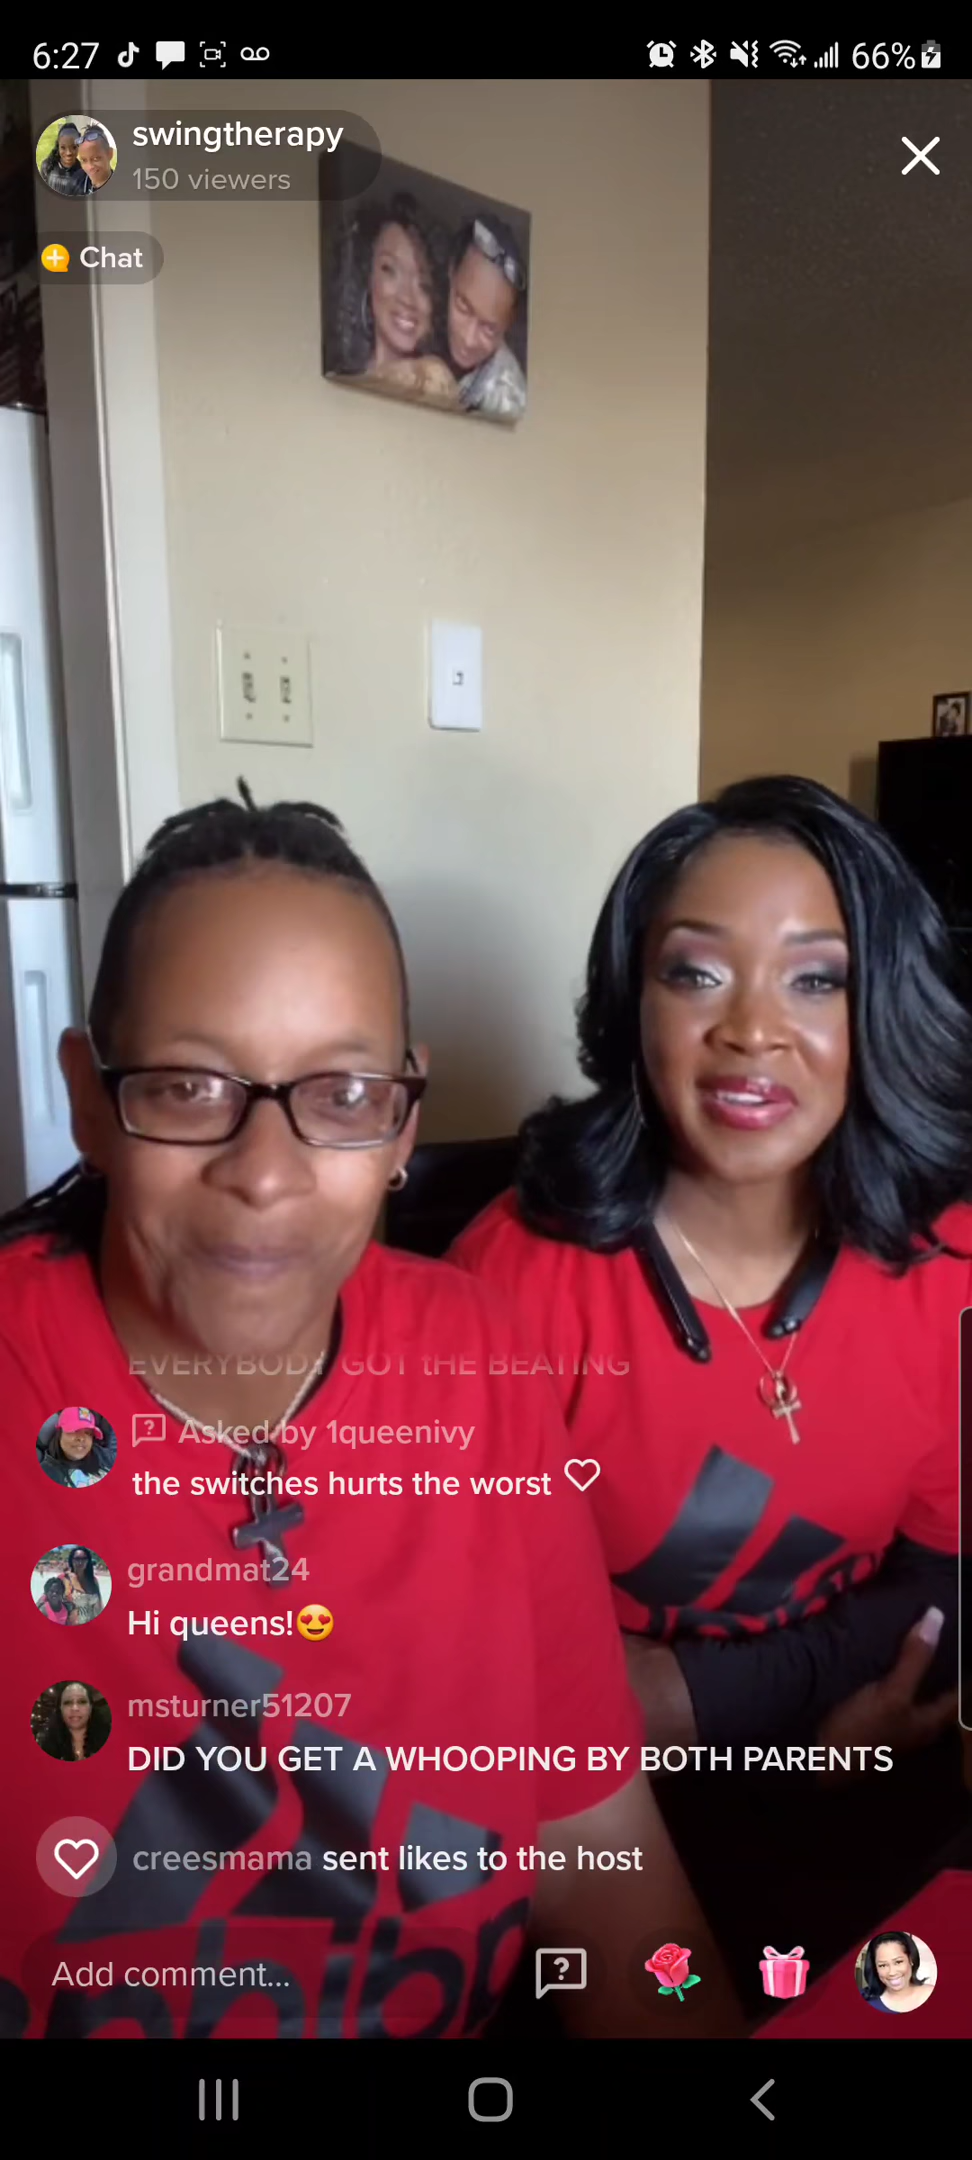 6:27
66%
swingtherapy
150 viewers
Chat
EVERYBODY GOT tHE BEATING
Asked by 1queenivy
the switches hurts the worst
grandmat24
Hi queens!😍
msturner51207
DID YOU GET A WHOOPING BY BOTH PARENTS
creesmama sent likes to the host
Add comment...